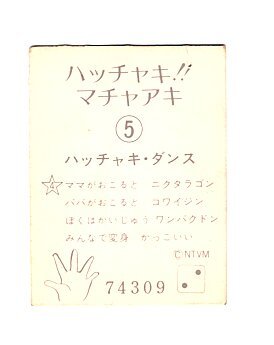 ハッチャキ!!
マチャアキ
⑤
ハッチャキ・ダンス
4
ママがおこると ニクタラゴン
パパがおこると コワイジン
ぼくはかいじゅう ワンパクドン
みんなで変身 かっこいい
©NTVM
74309